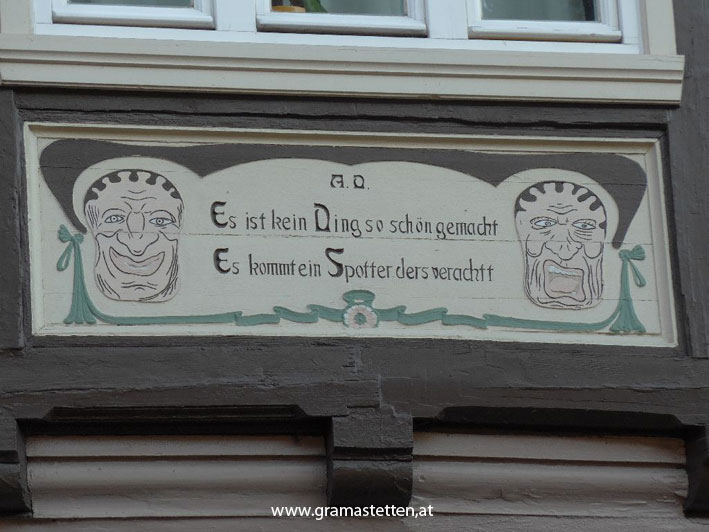 A.D.
Es ist kein Ding so schön gemacht
Es kommt ein Spotter ders verachtt
www.gramastetten,at